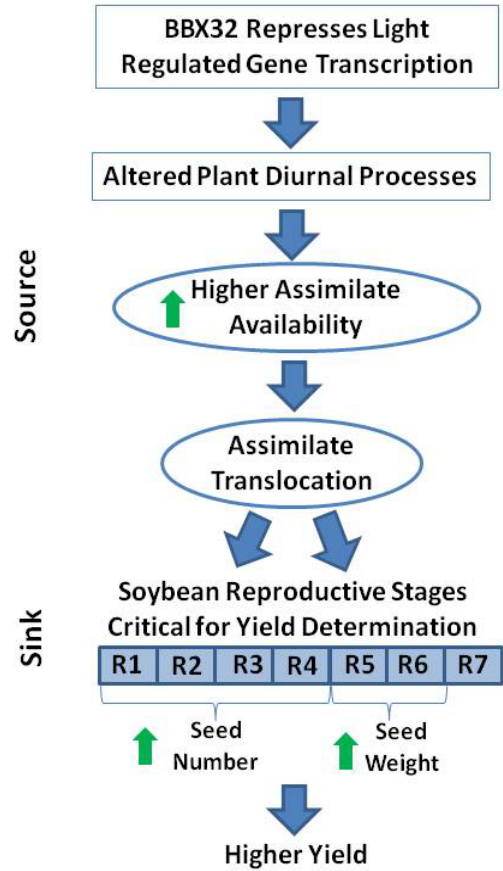 BBX32 Represses Light
Regulated Gene Transcription
Altered Plant Diurnal Processes
Source
Higher Assimilate
Availability
Assimilate
Translocation
Sink
Soybean Reproductive Stages
Critical for Yield Determination
R1 R2 R3 R4 R5 R6 R7
Seed
Number
Seed
Weight
Higher Yield